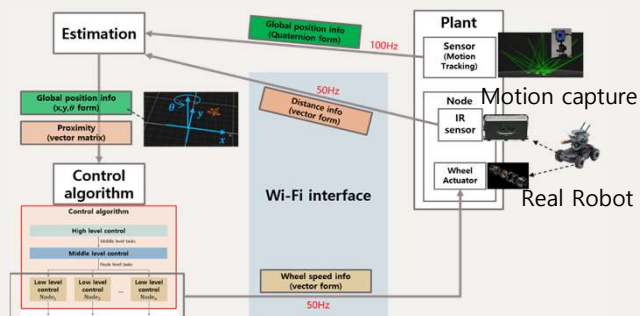 Estimation
Global position info
(Quaternion form)
100Hz
Plant
Sensor
(Motion
Tracking)
50Hz
Distance info
(vector form)
Global position info
(x,y,θ form)
Proximity
(vector matrix)
θ
y
x
Node
IR
sensor
Motion capture
Wheel
Actuator
Real Robot
Control
algorithm
Wi-Fi interface
Control algorithm
High level control
Middle level tasks
Middle level control
Node level tasks
Low level
control
Node₁
Low level
control
Node₂
...
Low level
control
Wheel speed info
(vector form)
50Hz